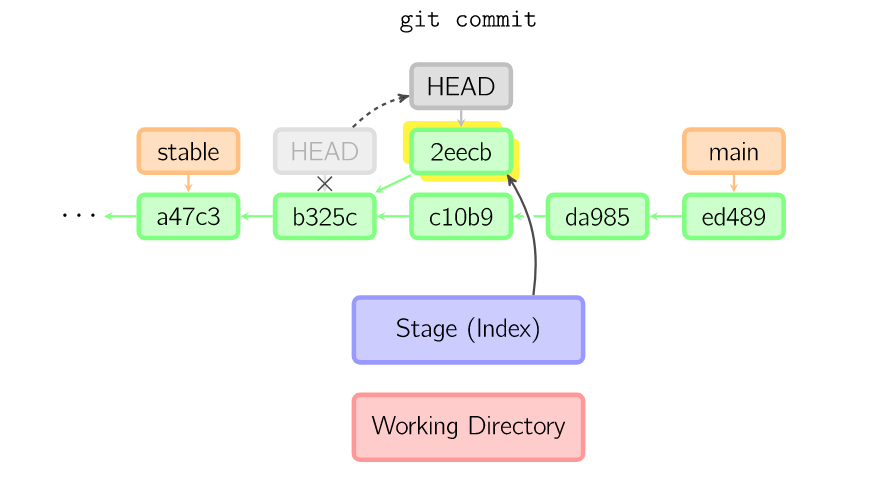 git commit
HEAD
stable
HEAD
2eecb
main
...
a47c3
b325c
c10b9
da985
ed489
Stage (Index)
Working Directory